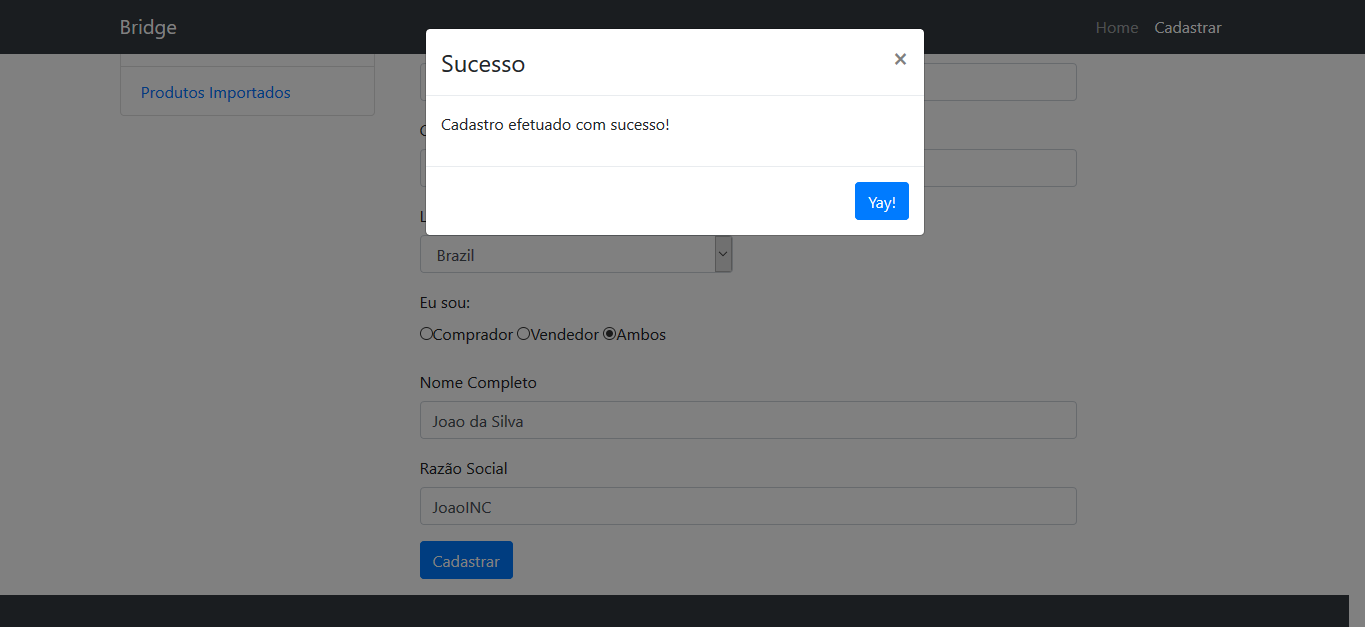 Bridge
Home Cadastrar
Sucesso ×
Produtos Importados
Cadastro efetuado com sucesso!
Yay!
Brazil
Eu sou:
Comprador Vendedor Ambos
Nome Completo
Joao da Silva
Razão Social
JoaoINC
Cadastrar